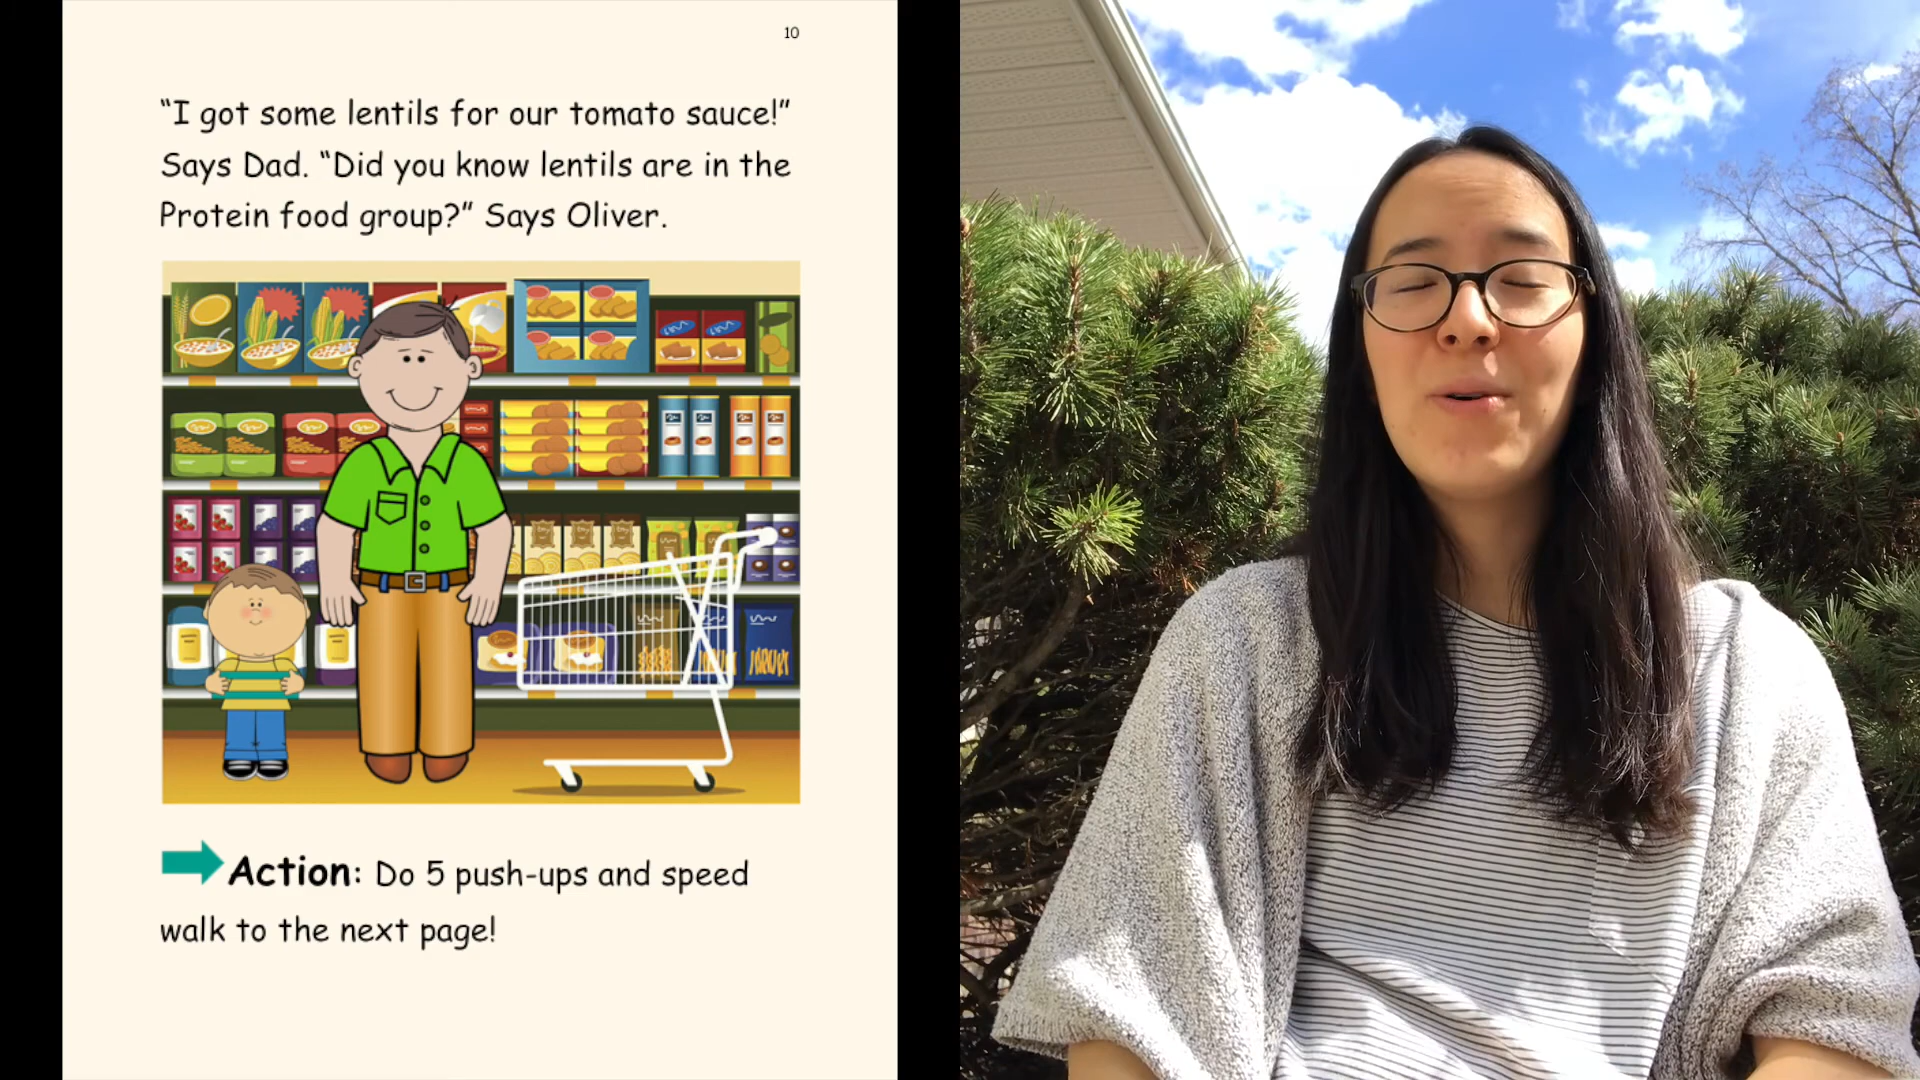 10
“I got some lentils for our tomato sauce!”
Says Dad. “Did you know lentils are in the
Protein food group?” Says Oliver.
Action: Do 5 push-ups and speed
walk to the next page!